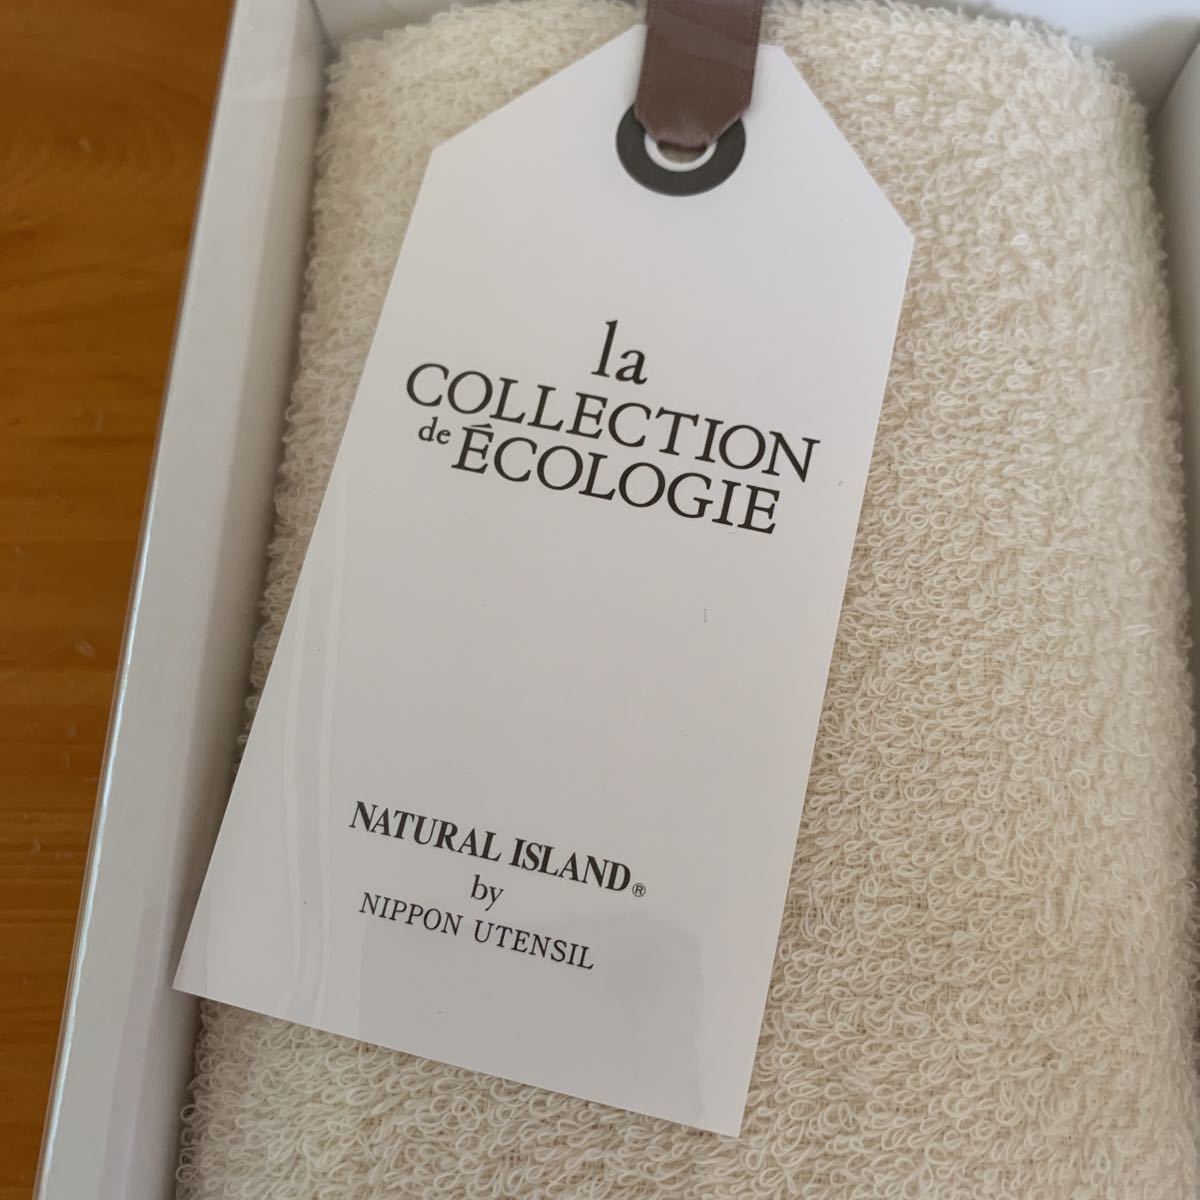 la
COLLECTION
de ÉCOLOGIE
NATURAL ISLAND®
by
NIPPON UTENSIL